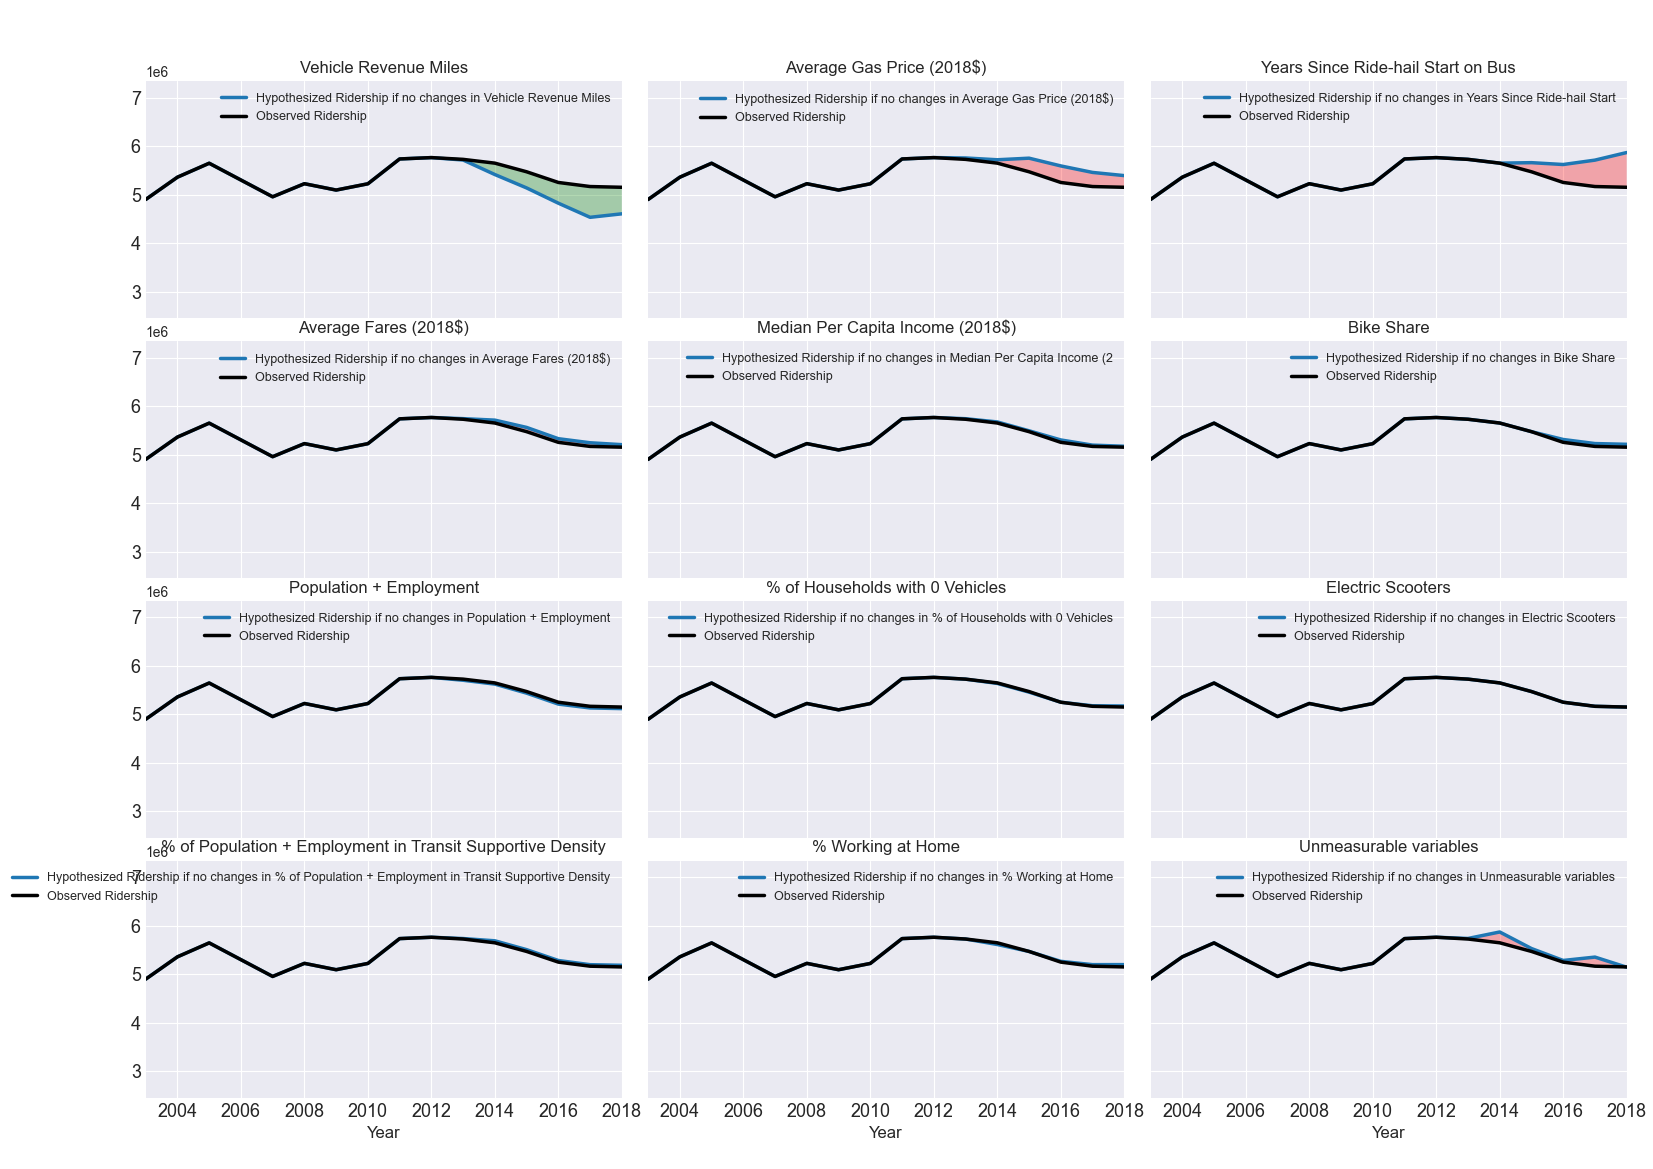 Vehicle Revenue Miles
1e6
Hypothesized Ridership if no changes in Vehicle Revenue Miles
Observed Ridership
7
6
5
4
3
Average Gas Price (2018$)
Hypothesized Ridership if no changes in Average Gas Price (2018$)
Observed Ridership
Years Since Ride-hail Start on Bus
Hypothesized Ridership if no changes in Years Since Ride-hail Start
Observed Ridership
Average Fares (2018$)
1e6
Hypothesized Ridership if no changes in Average Fares (2018$)
Observed Ridership
7
6
5
4
3
Median Per Capita Income (2018$)
Hypothesized Ridership if no changes in Median Per Capita Income (2
Observed Ridership
Bike Share
Hypothesized Ridership if no changes in Bike Share
Observed Ridership
Population + Employment
1e6
Hypothesized Ridership if no changes in Population + Employment
Observed Ridership
7
6
5
4
3
% of Households with 0 Vehicles
Hypothesized Ridership if no changes in % of Households with 0 Vehicles
Observed Ridership
Electric Scooters
Hypothesized Ridership if no changes in Electric Scooters
Observed Ridership
% of Population + Employment in Transit Supportive Density
1e6
Hypothesized Ridership if no changes in % of Population + Employment in Transit Supportive Density
Observed Ridership
7
6
5
4
3
2004 2006 2008 2010 2012 2014 2016 2018
Year
% Working at Home
Hypothesized Ridership if no changes in % Working at Home
Observed Ridership
2004 2006 2008 2010 2012 2014 2016 2018
Year
Unmeasurable variables
Hypothesized Ridership if no changes in Unmeasurable variables
Observed Ridership
2004 2006 2008 2010 2012 2014 2016 2018
Year